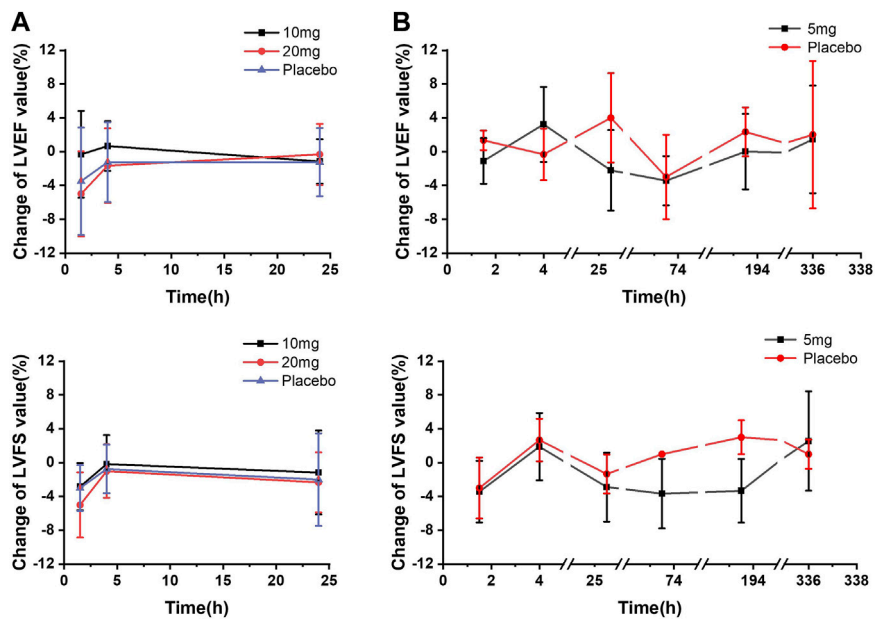 A
10mg
20mg
Placebo
Change of LVEF value(%)
12
8
4
0
-4
-8
-12
0 5 10 15 20 25
Time(h)
B
5mg
Placebo
Change of LVEF value(%)
12
8
4
0
-4
-8
-12
0 2 4 25 74 194 336 338
Time(h)
10mg
20mg
Placebo
Change of LVFS value(%)
12
8
4
0
-4
-8
-12
0 5 10 15 20 25
Time(h)
5mg
Placebo
Change of LVFS value(%)
12
8
4
0
-4
-8
-12
0 2 4 25 74 194 336 338
Time(h)